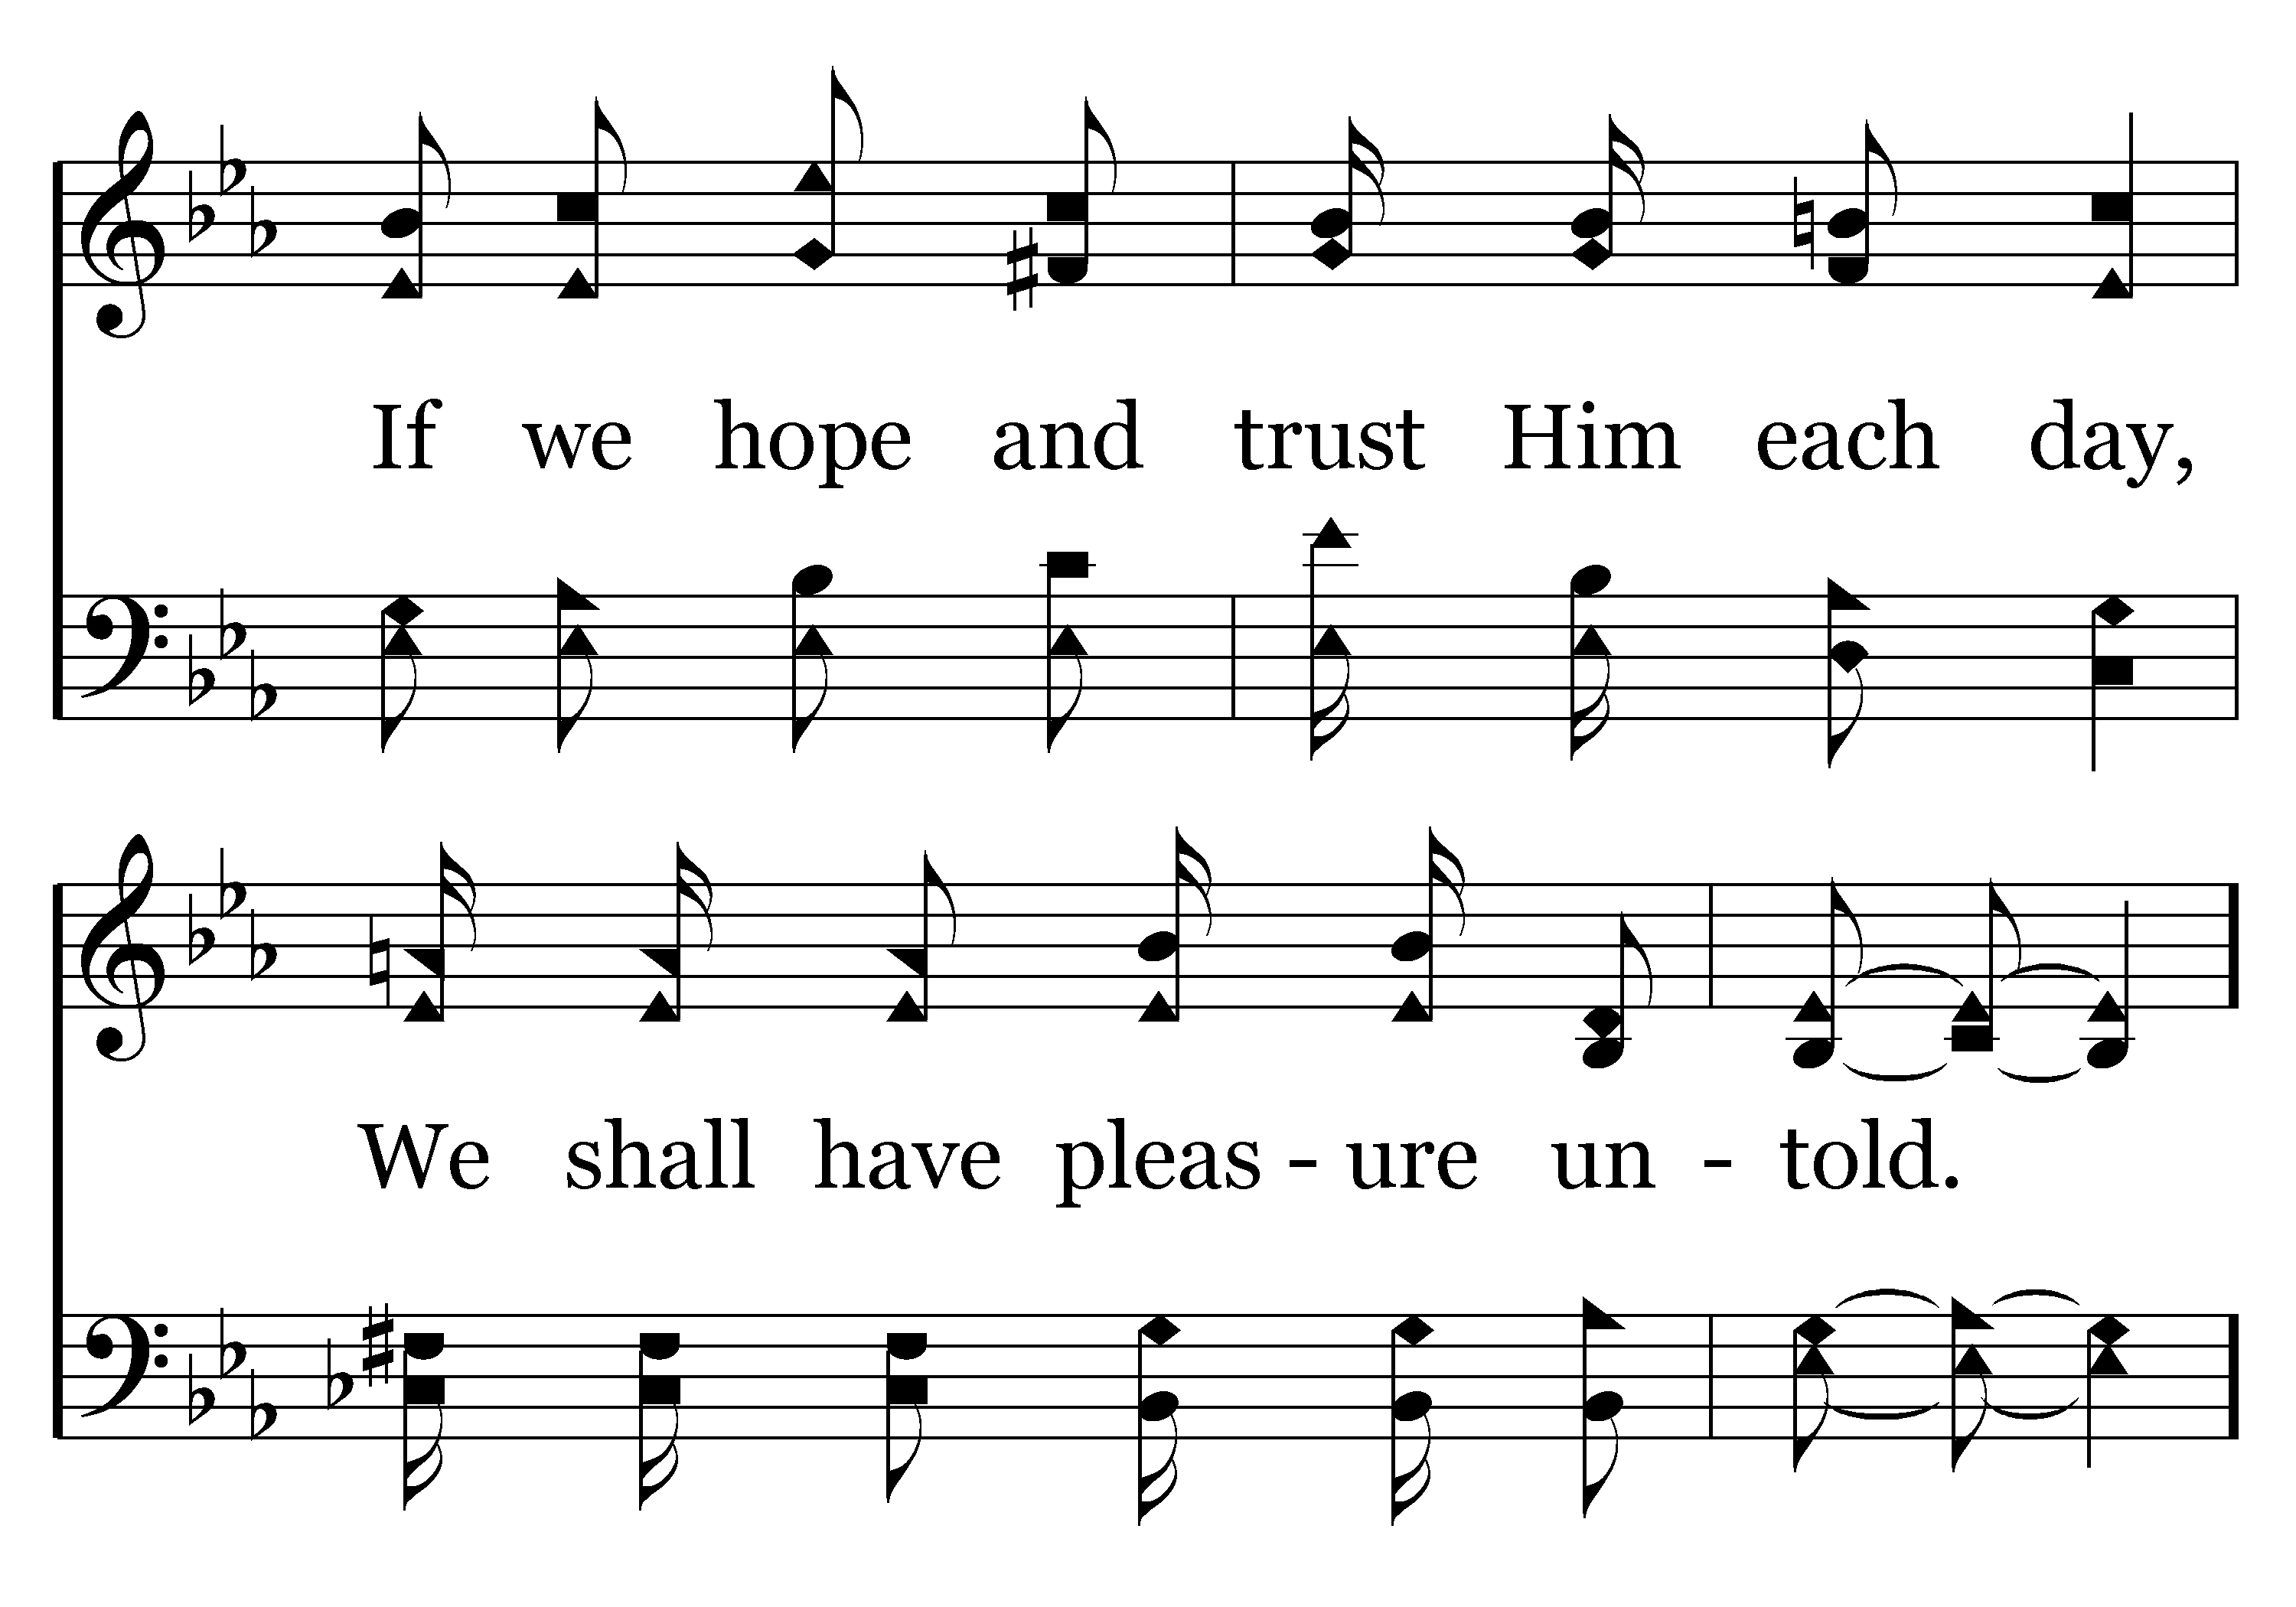 If we hope and trust Him each day,
We shall have pleas - ure un - told.